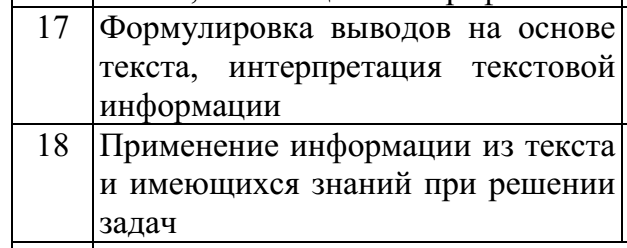 17 Формулировка выводов на основе
текста, интерпретация текстовой
информации
18 Применение информации из текста
и имеющихся знаний при решении
задач